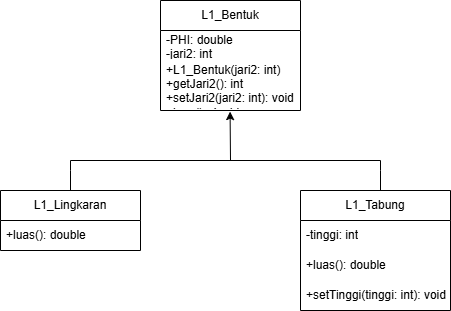 L1_Bentuk
-PHI: double
-jari2: int
+L1_Bentuk(jari2: int)
+getJari2(): int
+setJari2(jari2: int): void
L1_Lingkaran
+luas(): double
L1_Tabung
-tinggi: int
+luas(): double
+setTinggi(tinggi: int): void